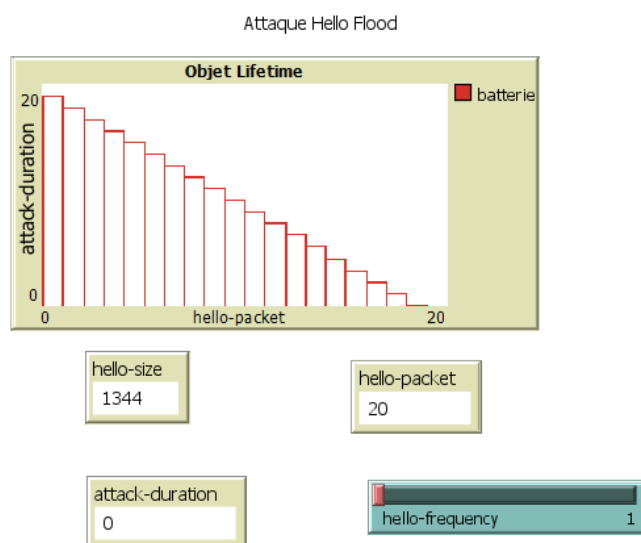 Attaque Hello Flood
Objet Lifetime
20
batterie
attack-duration
0
0 hello-packet 20
hello-size
1344
hello-packet
20
attack-duration
0
hello-frequency 1